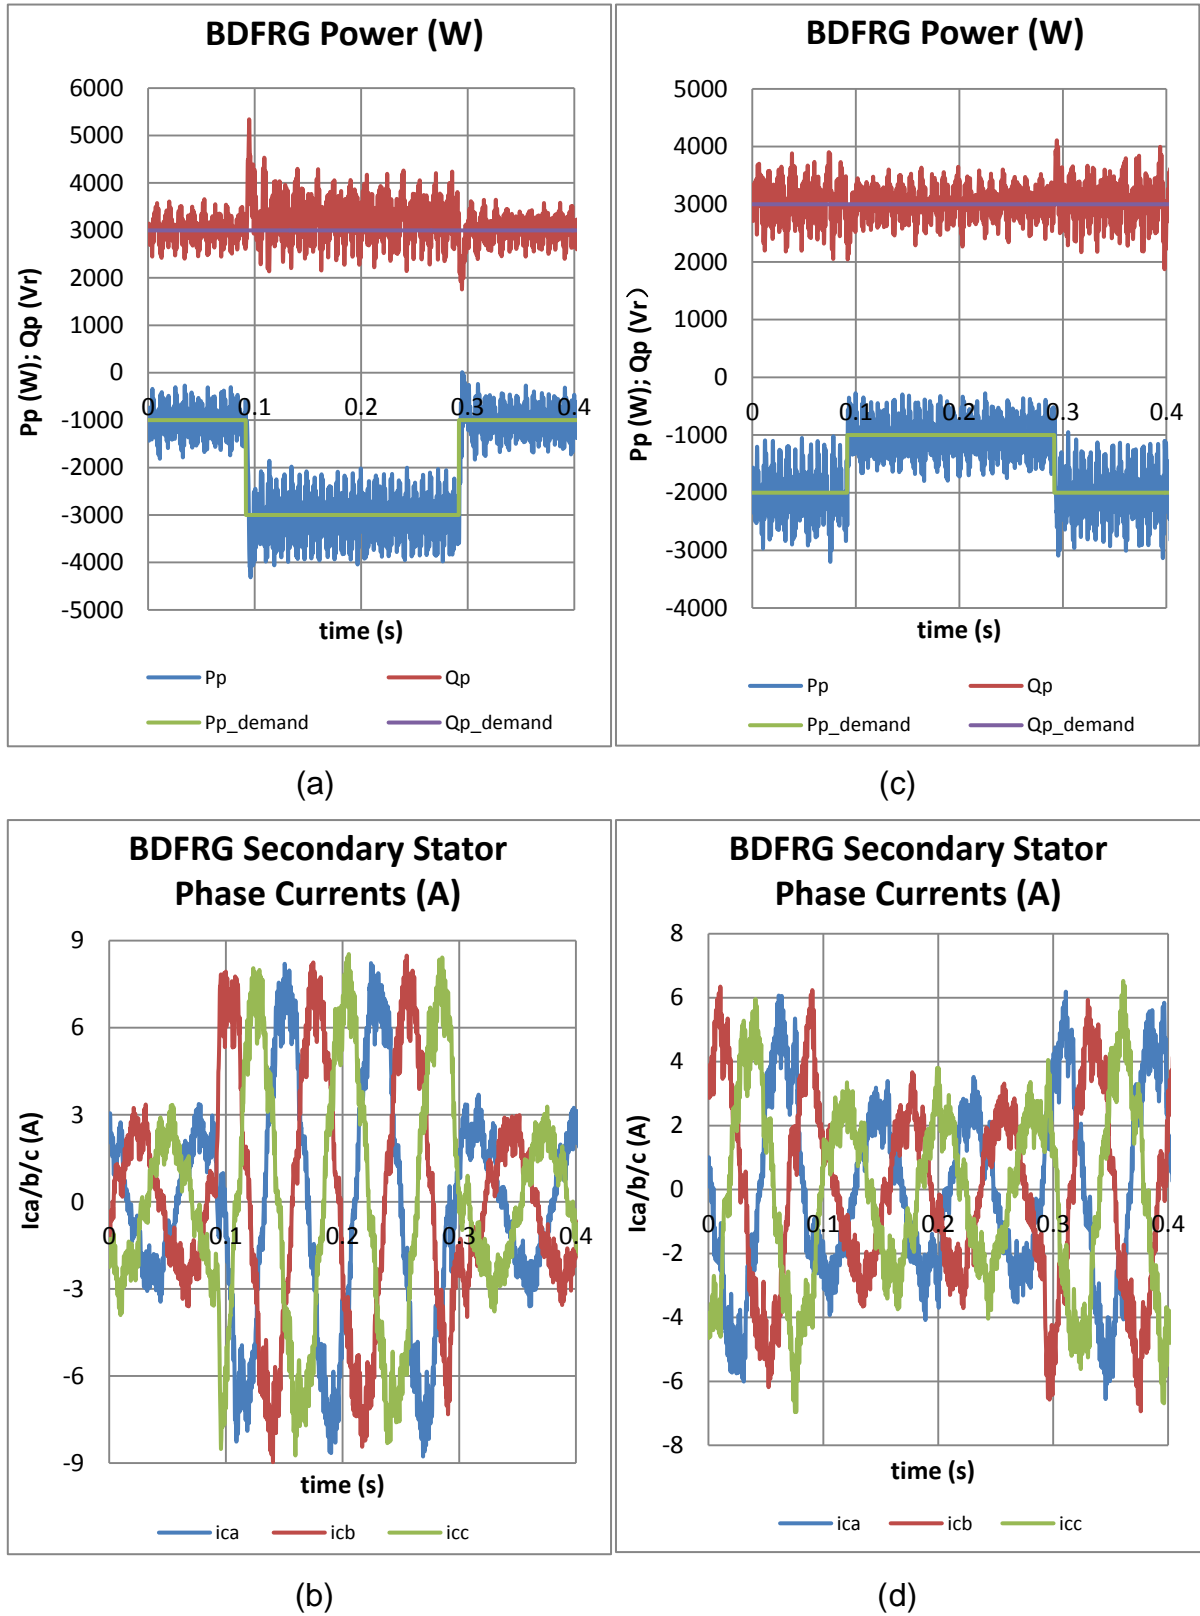 BDFRG Power (W)
6000
5000
4000
3000
2000
1000
0
-1000
-2000
-3000
-4000
-5000
0 0.1 0.2 0.3 0.4
Pp (W); Qp (Vr)
time (s)
Pp Qp
Pp_demand Qp_demand
(a)
BDFRG Power (W)
5000
4000
3000
2000
1000
0
-1000
-2000
-3000
-4000
0 0.1 0.2 0.3 0.4
Pp (W); Qp (Vr)
time (s)
Pp Qp
Pp_demand Qp_demand
(c)
BDFRG Secondary Stator
Phase Currents (A)
9
6
3
0
-3
-6
-9
0 0.1 0.2 0.3 0.4
Ica/b/c (A)
time (s)
ica icb icc
(b)
BDFRG Secondary Stator
Phase Currents (A)
8
6
4
2
0
-2
-4
-6
-8
0 0.1 0.2 0.3 0.4
Ica/b/c (A)
time (s)
ica icb icc
(d)